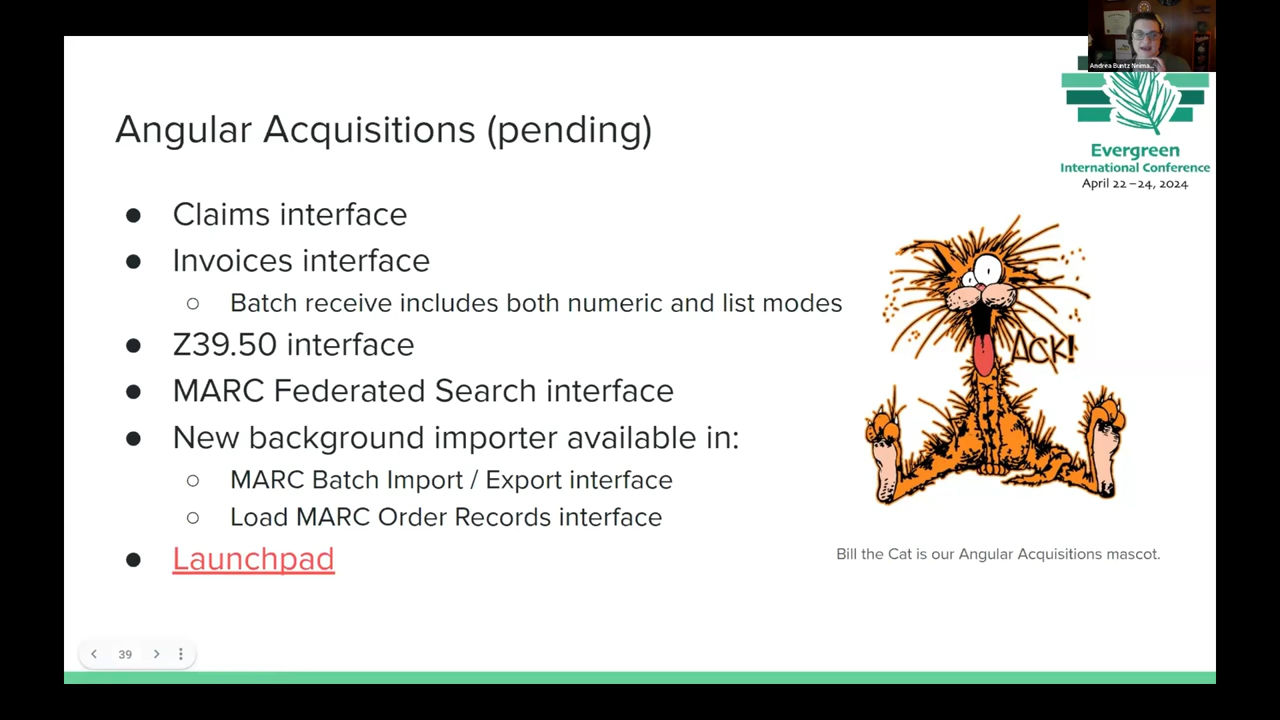 Andrea Buntz Neima...
Angular Acquisitions (pending)
Evergreen
International Conference
April 22–24, 2024
● Claims interface
● Invoices interface
○ Batch receive includes both numeric and list modes
● Z39.50 interface
● MARC Federated Search interface
● New background importer available in:
○ MARC Batch Import / Export interface
○ Load MARC Order Records interface
● Launchpad
ACK!
Bill the Cat is our Angular Acquisitions mascot.
39